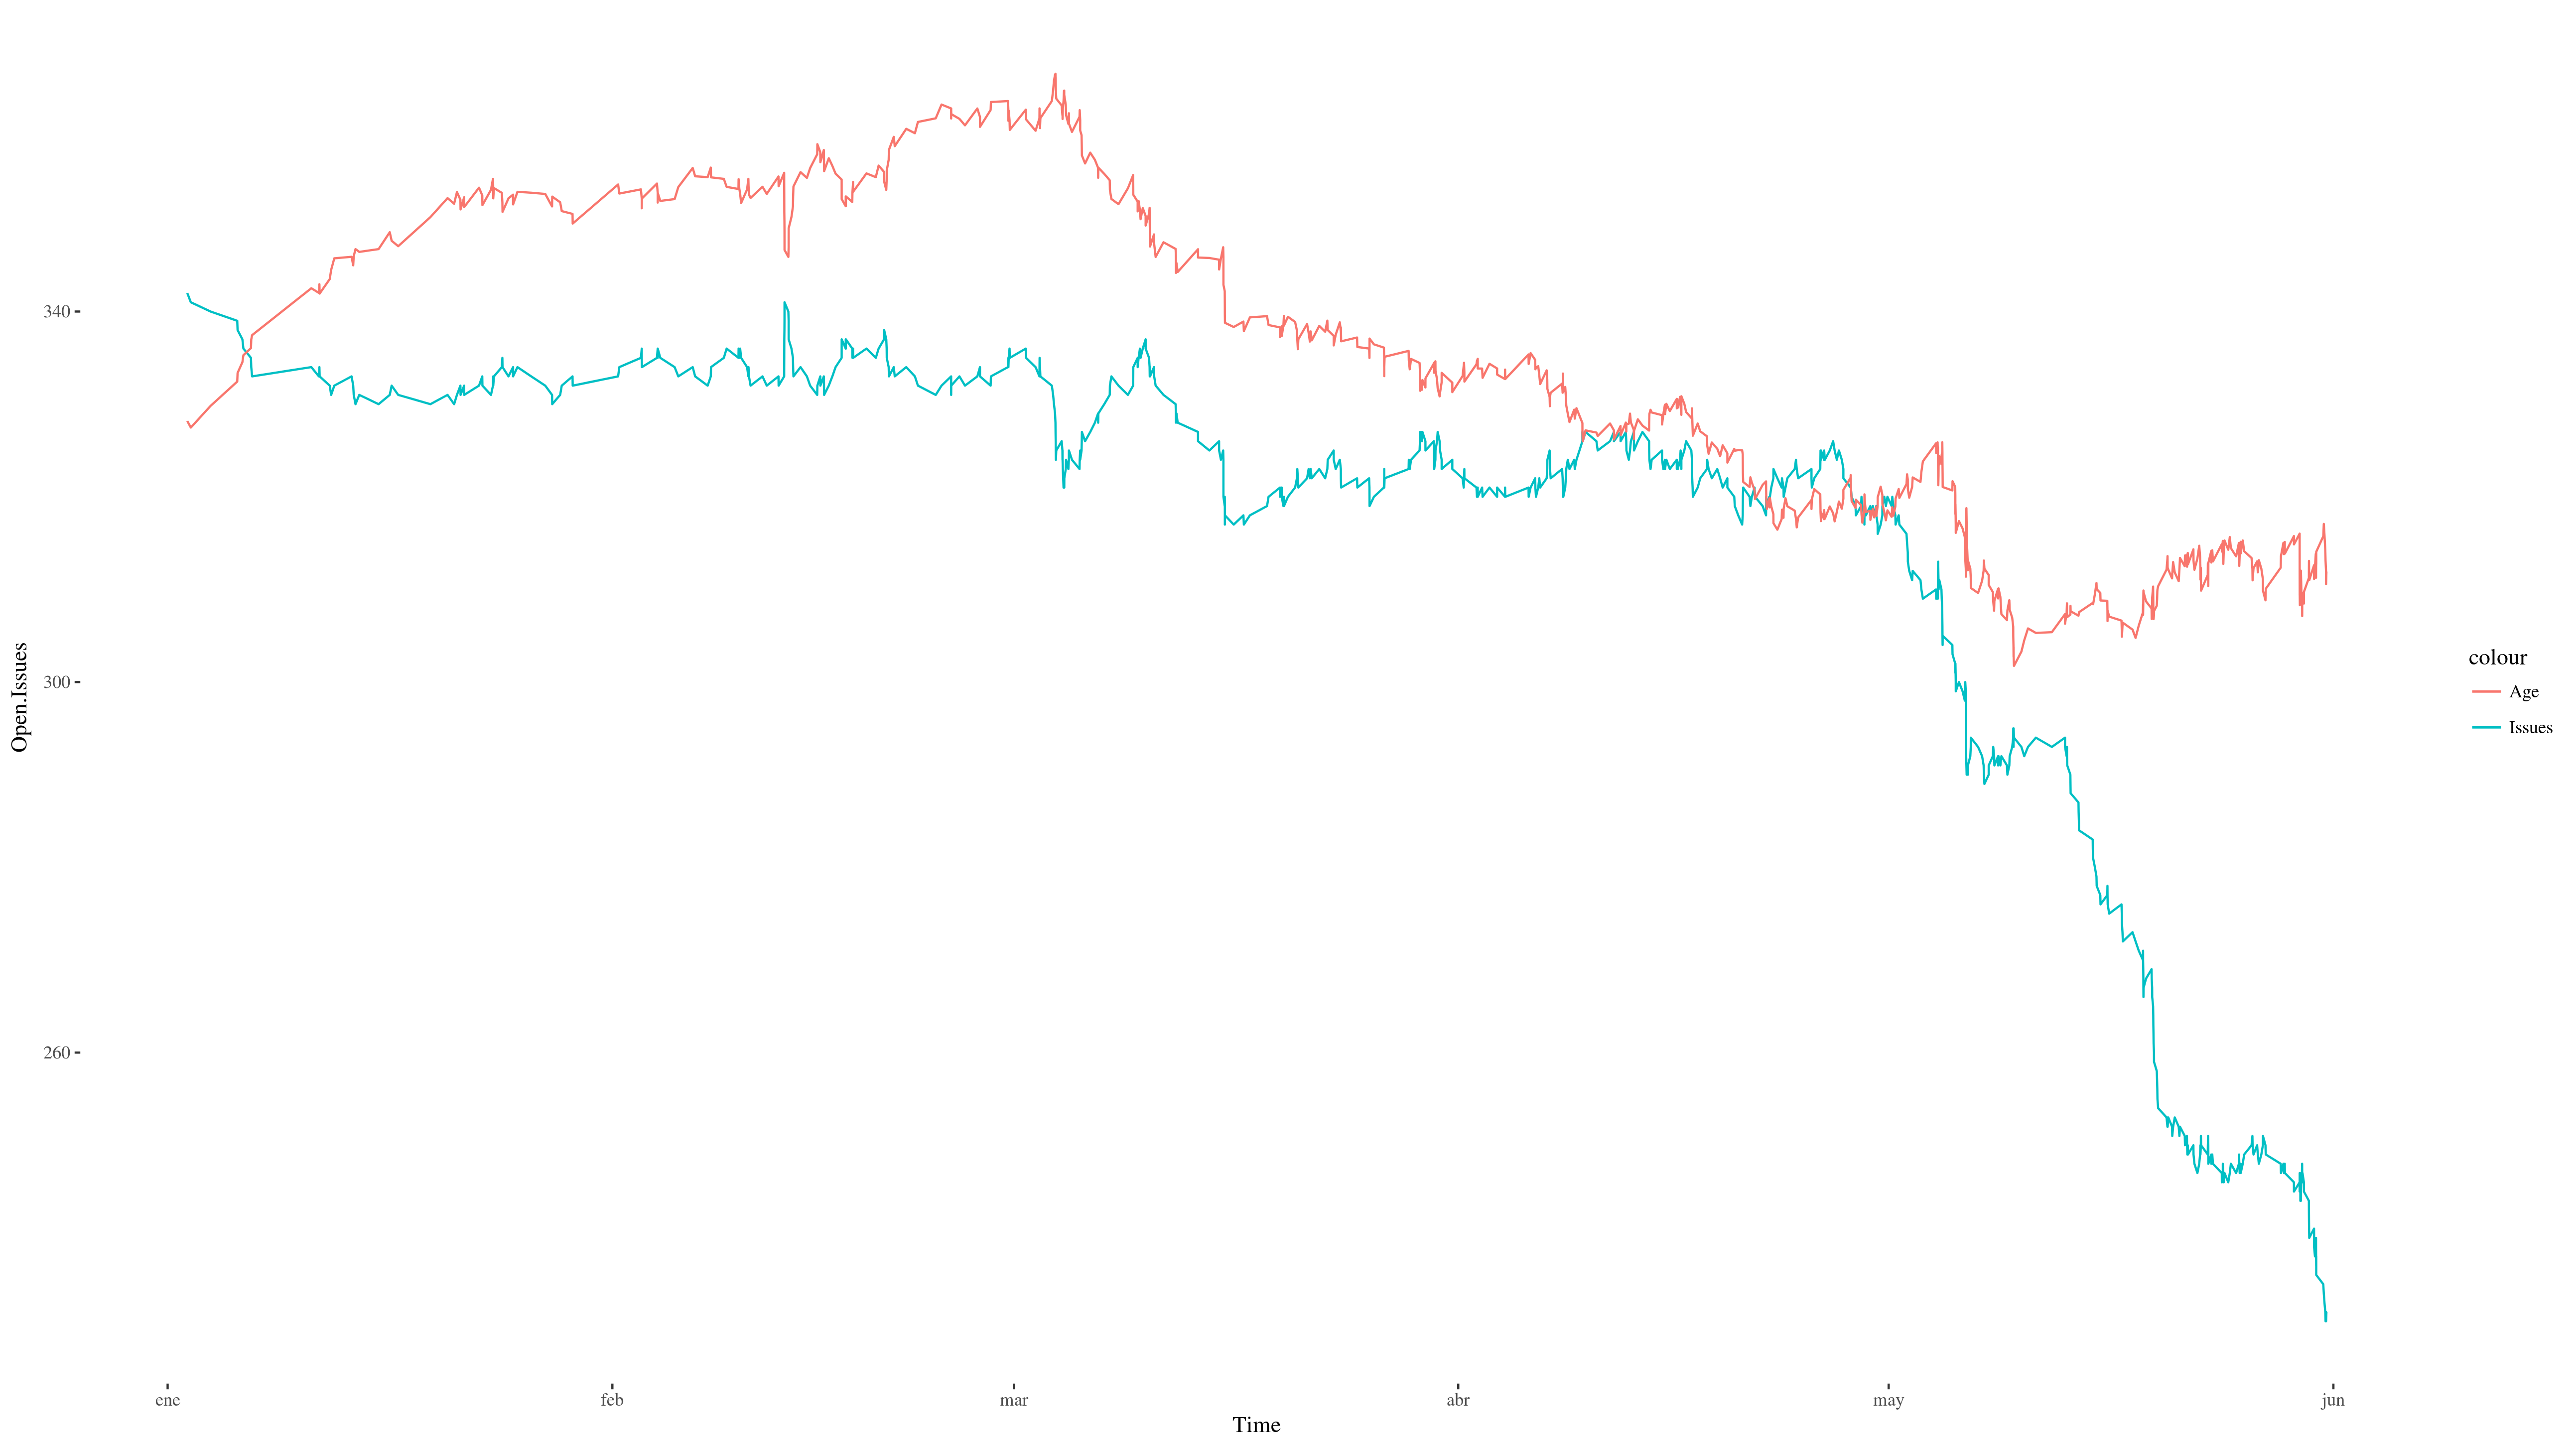 Open.Issues
340
300
260
ene feb mar abr may jun
Time
colour
Age
Issues